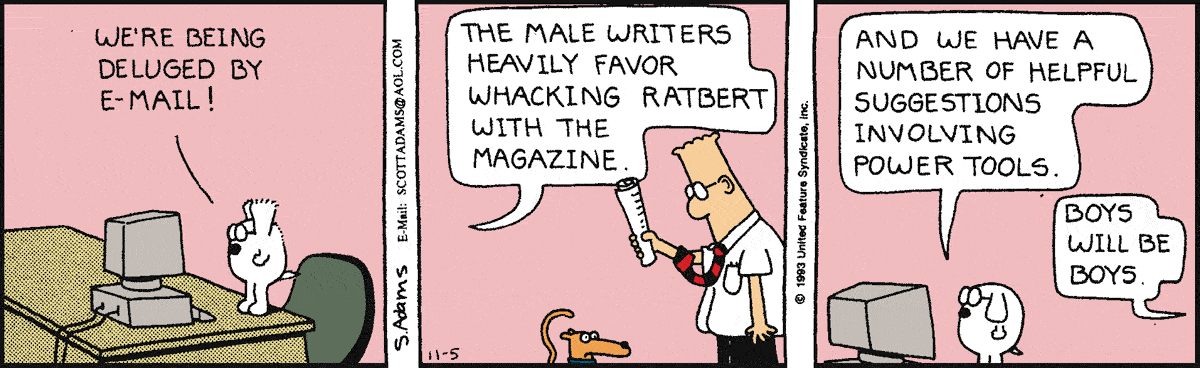 WE'RE BEING
DELUGED BY
E-MAIL!
S.Adams
E-Mail: SCOTTADAMS@AOL.COM
THE MALE WRITERS
HEAVILY FAVOR
WHACKING RATBERT
WITH THE
MAGAZINE.
11-5
© 1993 United Feature Syndicate, Inc.
AND WE HAVE A
NUMBER OF HELPFUL
SUGGESTIONS
INVOLVING
POWER TOOLS.
BOYS
WILL BE
BOYS.